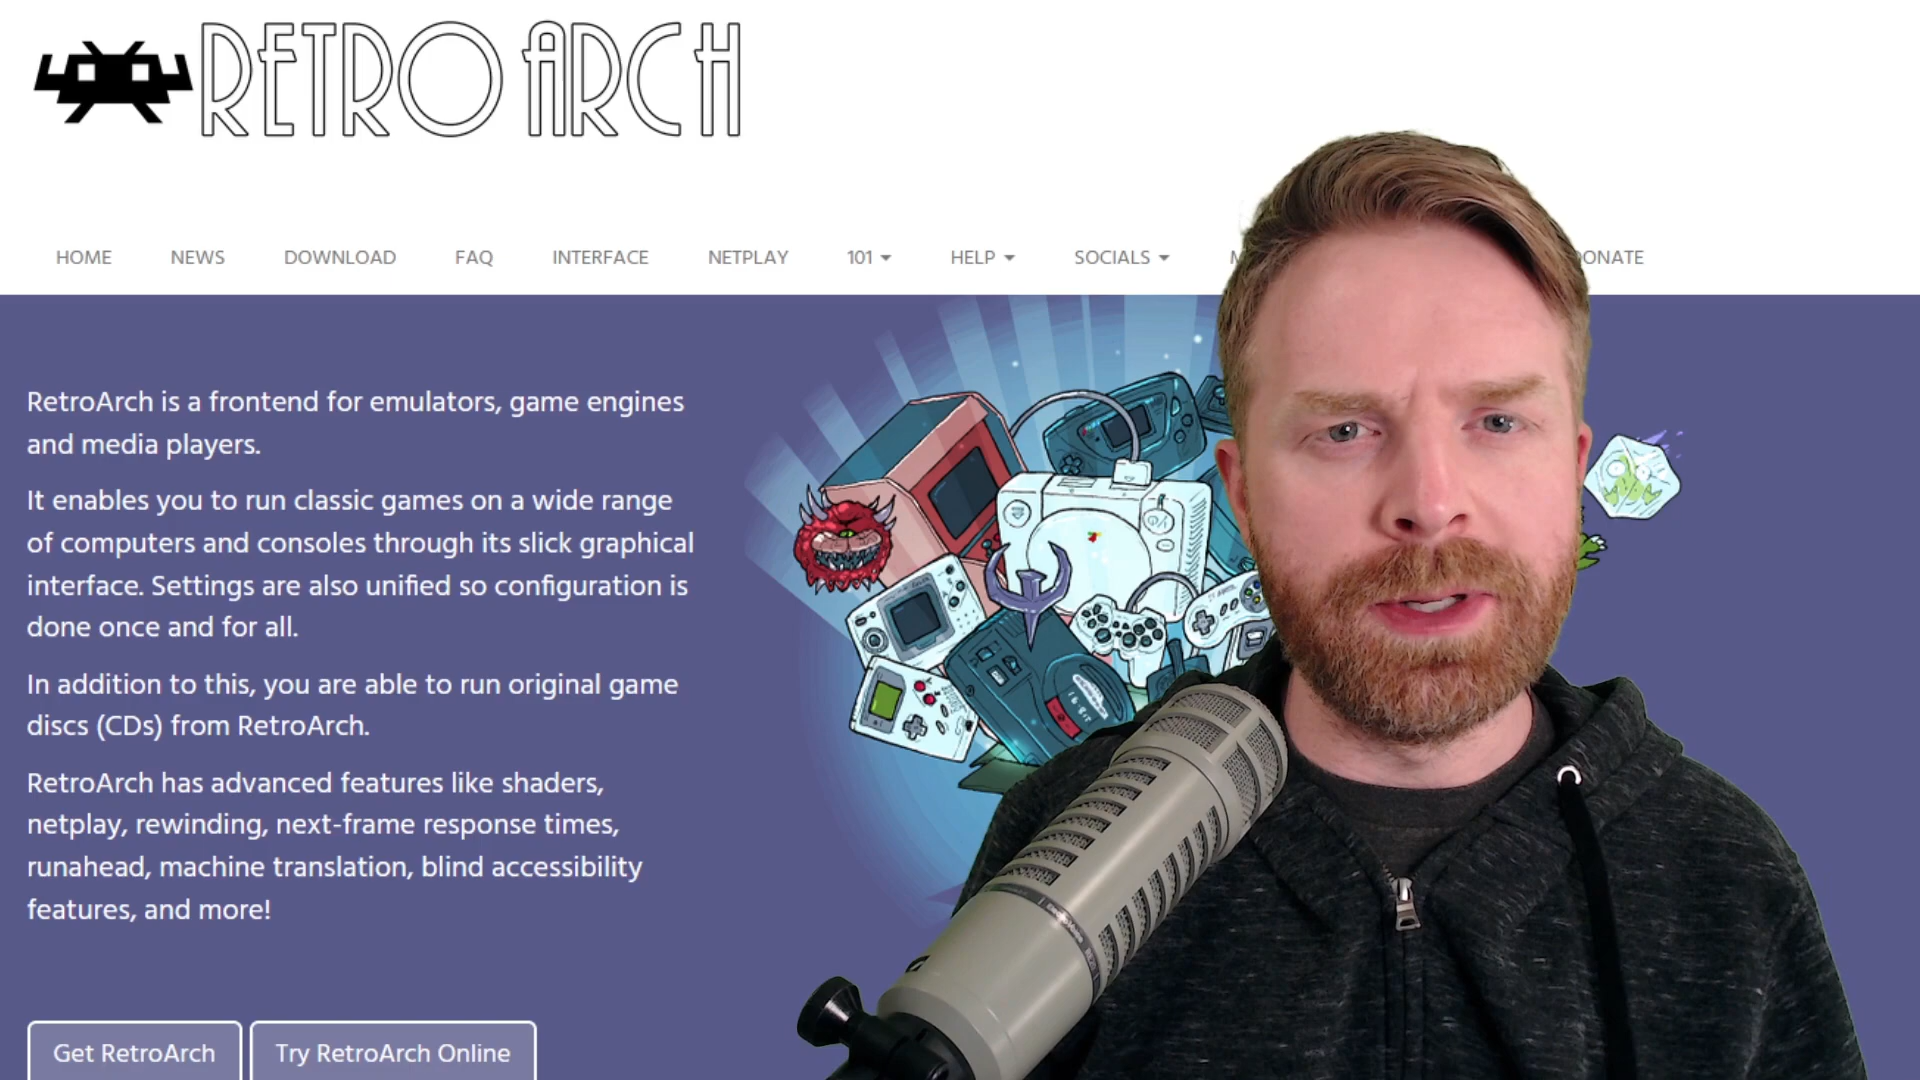 RETROARCH
HOME NEWS DOWNLOAD FAQ INTERFACE NETPLAY 101 HELP SOCIALS
RetroArch is a frontend for emulators, game engines
and media players.
It enables you to run classic games on a wide range
of computers and consoles through its slick graphical
interface. Settings are also unified so configuration is
done once and for all.
In addition to this, you are able to run original game
discs (CDs) from RetroArch.
RetroArch has advanced features like shaders,
netplay, rewinding, next-frame response times,
runahead, machine translation, blind accessibility
features, and more!
16-BIT
Get RetroArch Try RetroArch Online